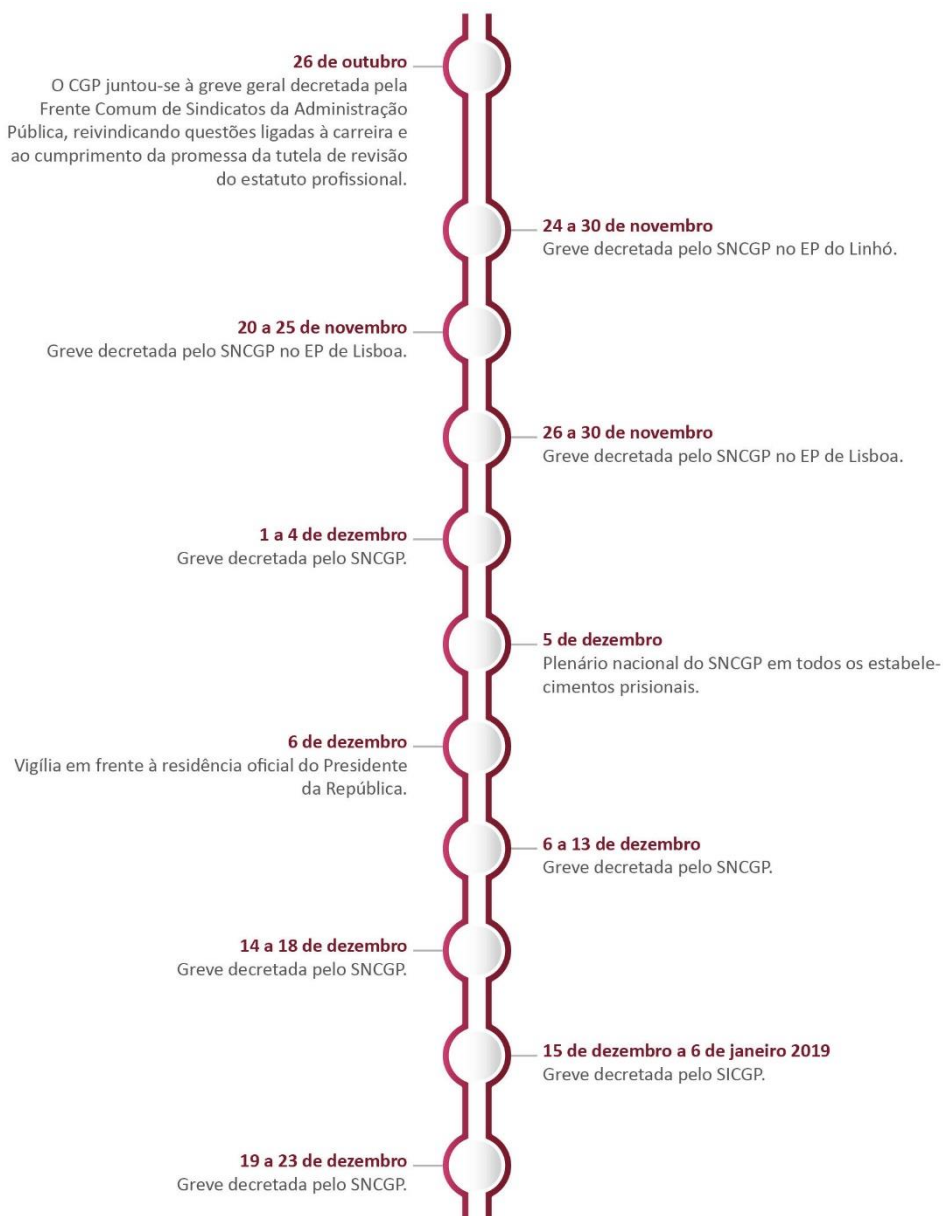 26 de outubro
O CGP juntou-se à greve geral decretada pela
Frente Comum de Sindicatos da Administração
Pública, reivindicando questões ligadas à carreira e
ao cumprimento da promessa da tutela de revisão
do estatuto profissional.
24 a 30 de novembro
Greve decretada pelo SNCGP no EP do Linhó.
20 a 25 de novembro
Greve decretada pelo SNCGP no EP de Lisboa.
26 a 30 de novembro
Greve decretada pelo SNCGP no EP de Lisboa.
1 a 4 de dezembro
Greve decretada pelo SNCGP.
5 de dezembro
Plenário nacional do SNCGP em todos os estabele-
cimentos prisionais.
6 de dezembro
Vigília em frente à residência oficial do Presidente
da República.
6 a 13 de dezembro
Greve decretada pelo SNCGP.
14 a 18 de dezembro
Greve decretada pelo SNCGP.
15 de dezembro a 6 de janeiro 2019
Greve decretada pelo SICGP.
19 a 23 de dezembro
Greve decretada pelo SNCGP.